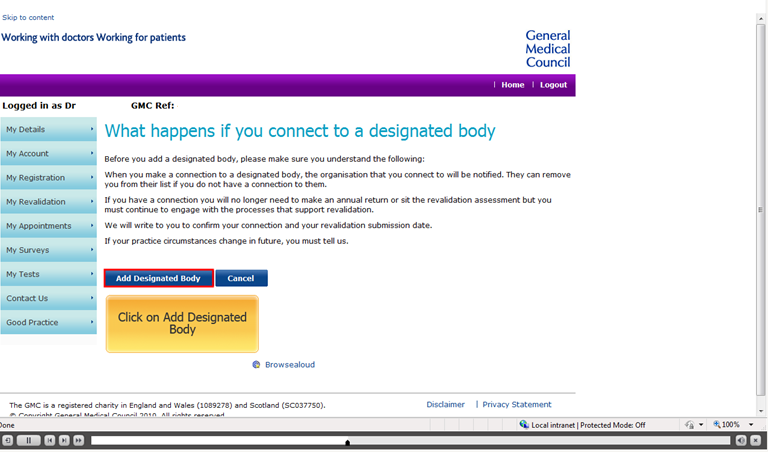 Skip to content
Working with doctors Working for patients
General
Medical
Council
Home | Logout
Logged in as Dr GMC Ref:
My Details
My Account
My Registration
My Revalidation
My Appointments
My Surveys
My Tests
Contact Us
Good Practice
What happens if you connect to a designated body
Before you add a designated body, please make sure you understand the following:
When you make a connection to a designated body, the organisation that you connect to will be notified. They can remove
you from their list if you do not have a connection to them.
If you have a connection you will no longer need to make an annual return or sit the revalidation assessment but you
must continue to engage with the processes that support revalidation.
We will write to you to confirm your connection and your revalidation submission date.
If your practice circumstances change in future, you must tell us.
Add Designated Body Cancel
Click on Add Designated
Body
Browsealoud
The GMC is a registered charity in England and Wales (1089278) and Scotland (SC037750).
© Copyright General Medical Council 2010. All rights reserved.
Disclaimer | Privacy Statement
Done Local intranet | Protected Mode: Off 100%